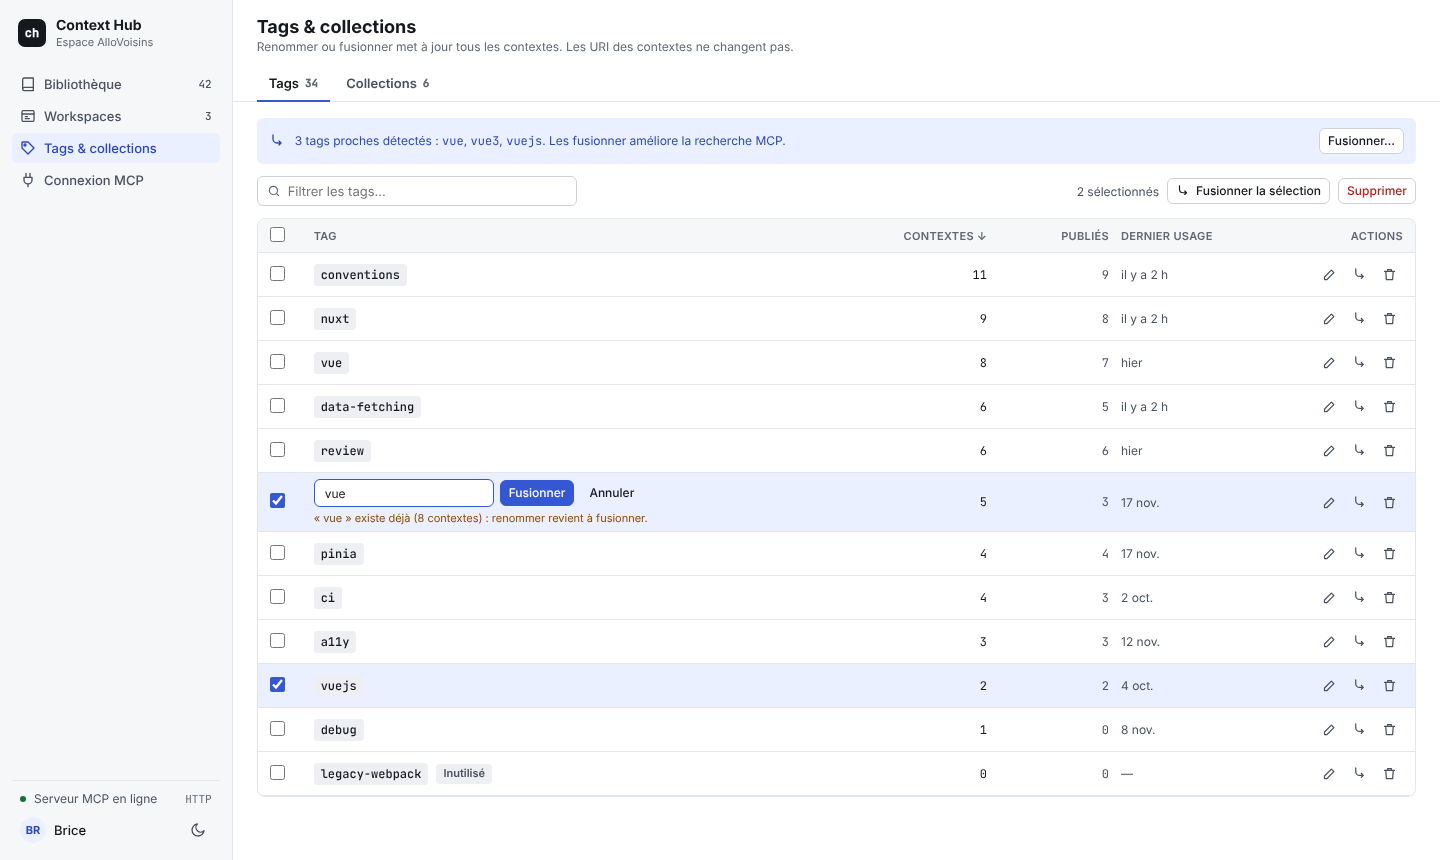 ch
Context Hub
Espace AlloVoisins
Bibliothèque 42
Workspaces 3
Tags & collections
Connexion MCP
Serveur MCP en ligne HTTP
BR Brice
Tags & collections
Renommer ou fusionner met à jour tous les contextes. Les URI des contextes ne changent pas.
Tags 34 Collections 6
3 tags proches détectés : vue, vue3, vuejs. Les fusionner améliore la recherche MCP. Fusionner...
Filtrer les tags... 2 sélectionnés Fusionner la sélection Supprimer
TAG CONTEXTES ↓ PUBLIÉS DERNIER USAGE ACTIONS
conventions 11 9 il y a 2 h
nuxt 9 8 il y a 2 h
vue 8 7 hier
data-fetching 6 5 il y a 2 h
review 6 6 hier
vue Fusionner Annuler 5 3 17 nov.
« vue » existe déjà (8 contextes) : renommer revient à fusionner.
pinia 4 4 17 nov.
ci 4 3 2 oct.
a11y 3 3 12 nov.
vuejs 2 2 4 oct.
debug 1 0 8 nov.
legacy-webpack Inutilisé 0 0 —